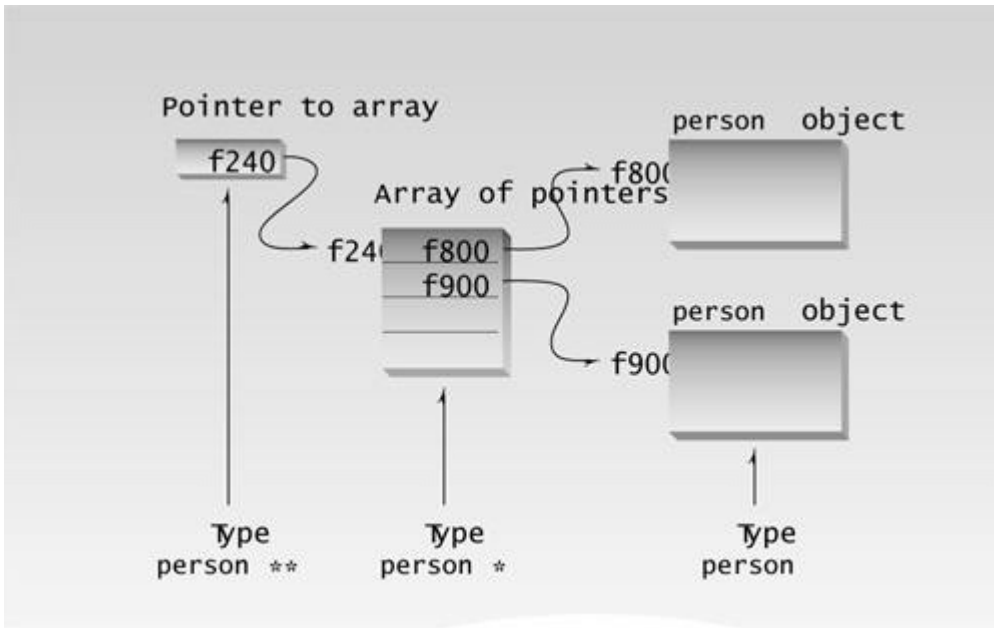 Pointer to array
f240
person object
f800
Array of pointers
f240
f800
f900
person object
f900
Type
person **
Type
person *
Type
person